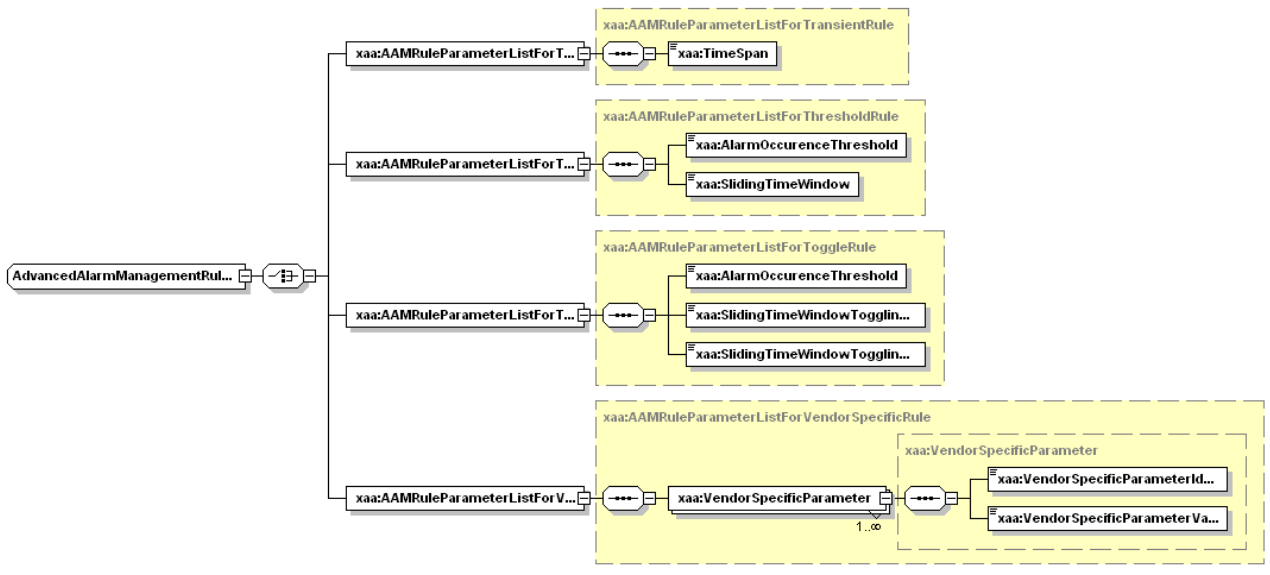 xaa:AAMRuleParameterListForTransientRule
xaa:AAMRuleParameterListForT...
xaa:TimeSpan
xaa:AAMRuleParameterListForThresholdRule
xaa:AlarmOccurenceThreshold
xaa:AAMRuleParameterListForT...
xaa:SlidingTimeWindow
xaa:AAMRuleParameterListForToggleRule
AdvancedAlarmManagementRul...
xaa:AlarmOccurenceThreshold
xaa:AAMRuleParameterListForT...
xaa:SlidingTimeWindowTogglin...
xaa:SlidingTimeWindowTogglin...
xaa:AAMRuleParameterListForVendorSpecificRule
xaa:VendorSpecificParameter
xaa:VendorSpecificParameterId...
xaa:AAMRuleParameterListForV...
xaa:VendorSpecificParameter
1..∞
xaa:VendorSpecificParameterVa...